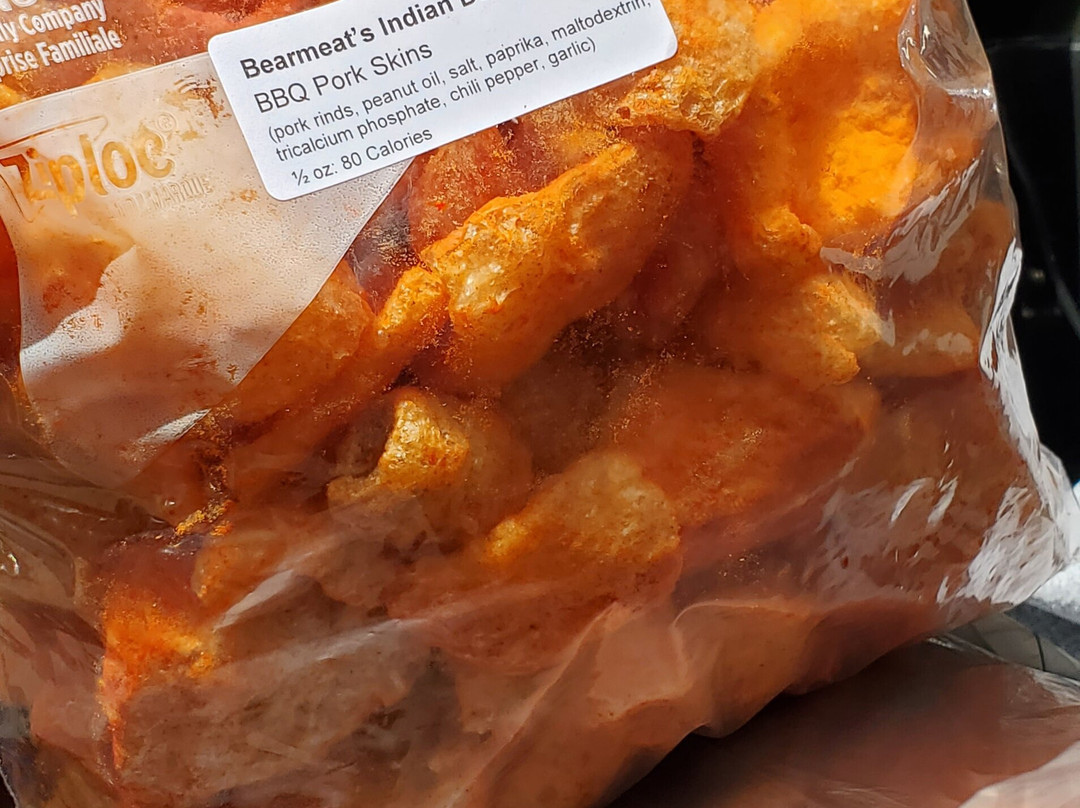 ly Company
rise Familiale
Ziploc®
Bearmeat's Indian
BBQ Pork Skins
(pork rinds, peanut oil, salt, paprika, maltodextrin,
tricalcium phosphate, chili pepper, garlic)
½ oz: 80 Calories